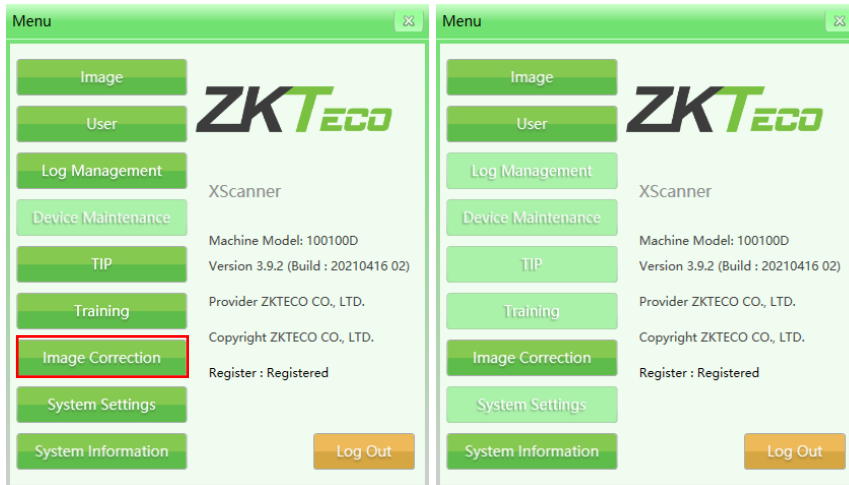 Menu
Image
User
Log Management
Device Maintenance
TIP
Training
Image Correction
System Settings
System Information
ZKTECO
XScanner
Machine Model: 100100D
Version 3.9.2 (Build : 20210416 02)
Provider ZKTECO CO., LTD.
Copyright ZKTECO CO., LTD.
Register : Registered
Log Out
Menu
Image
User
Log Management
Device Maintenance
TIP
Training
Image Correction
System Settings
System Information
ZKTECO
XScanner
Machine Model: 100100D
Version 3.9.2 (Build : 20210416 02)
Provider ZKTECO CO., LTD.
Copyright ZKTECO CO., LTD.
Register : Registered
Log Out